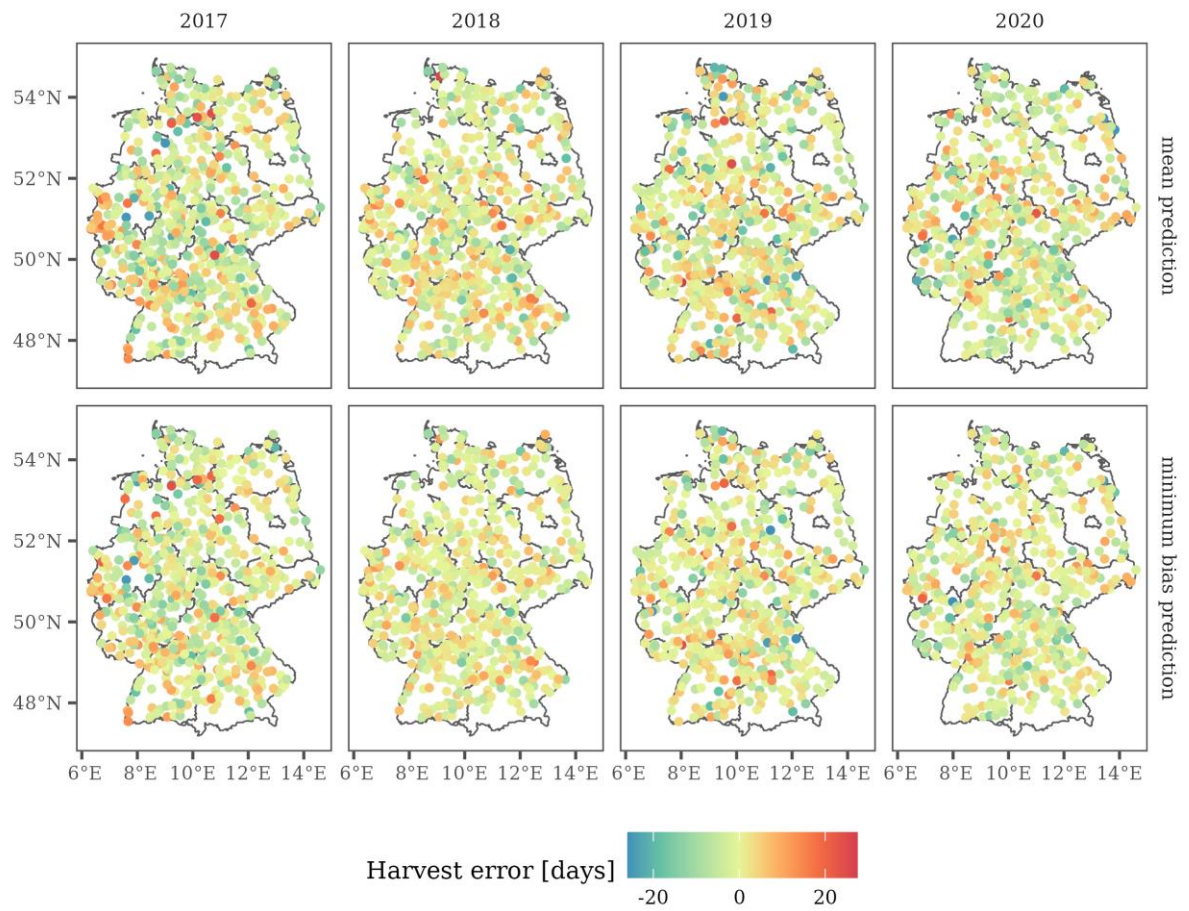 2017 2018 2019 2020
54°N
52°N
50°N
48°N
mean prediction
54°N
52°N
50°N
48°N
minimum bias prediction
6°E 8°E 10°E 12°E 14°E 6°E 8°E 10°E 12°E 14°E 6°E 8°E 10°E 12°E 14°E 6°E 8°E 10°E 12°E 14°E
Harvest error [days]
-20 0 20